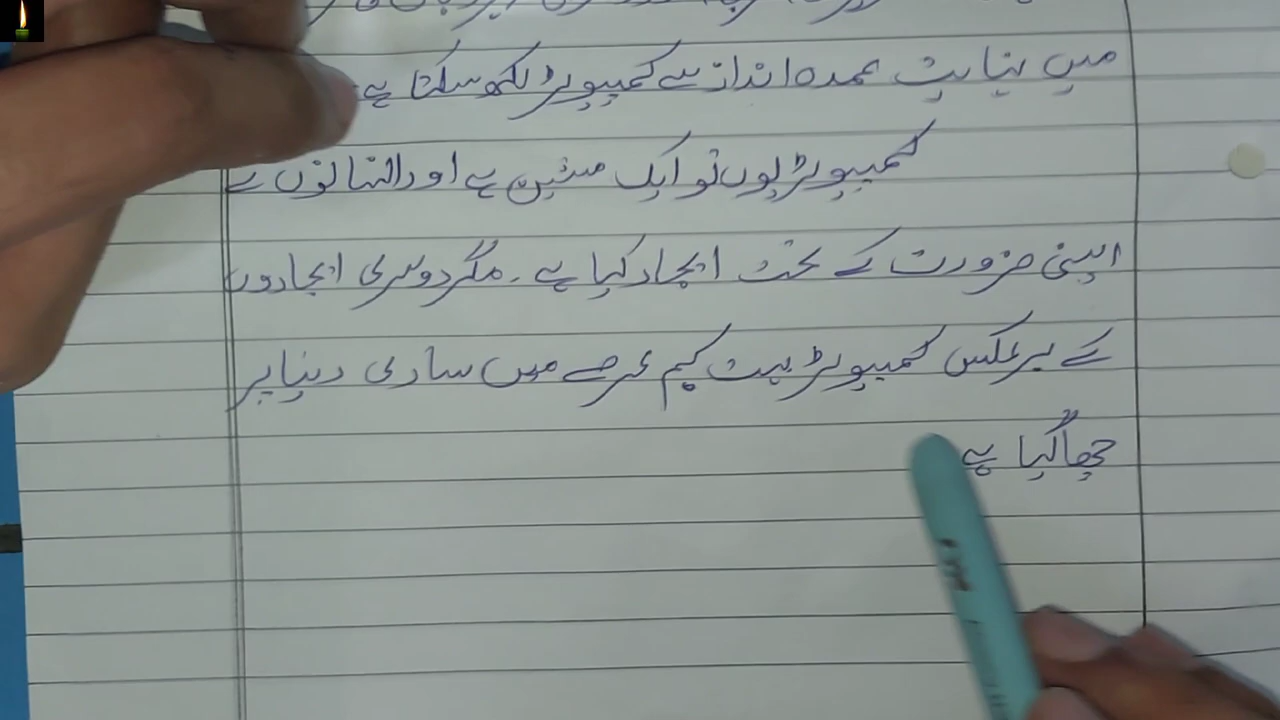 میں نہایت عمدہ انداز سے کمپیوٹر لکھ سکتا ہے۔
کمپیوٹر یوں تو ایک مشین ہے اور انسانوں نے
اپنی ضرورت کے تحت ایجاد کیا ہے۔ مگر دوسری ایجادوں
کے برعکس کمپیوٹر بہت کم عرصے میں ساری دنیا پر
چھا گیا ہے